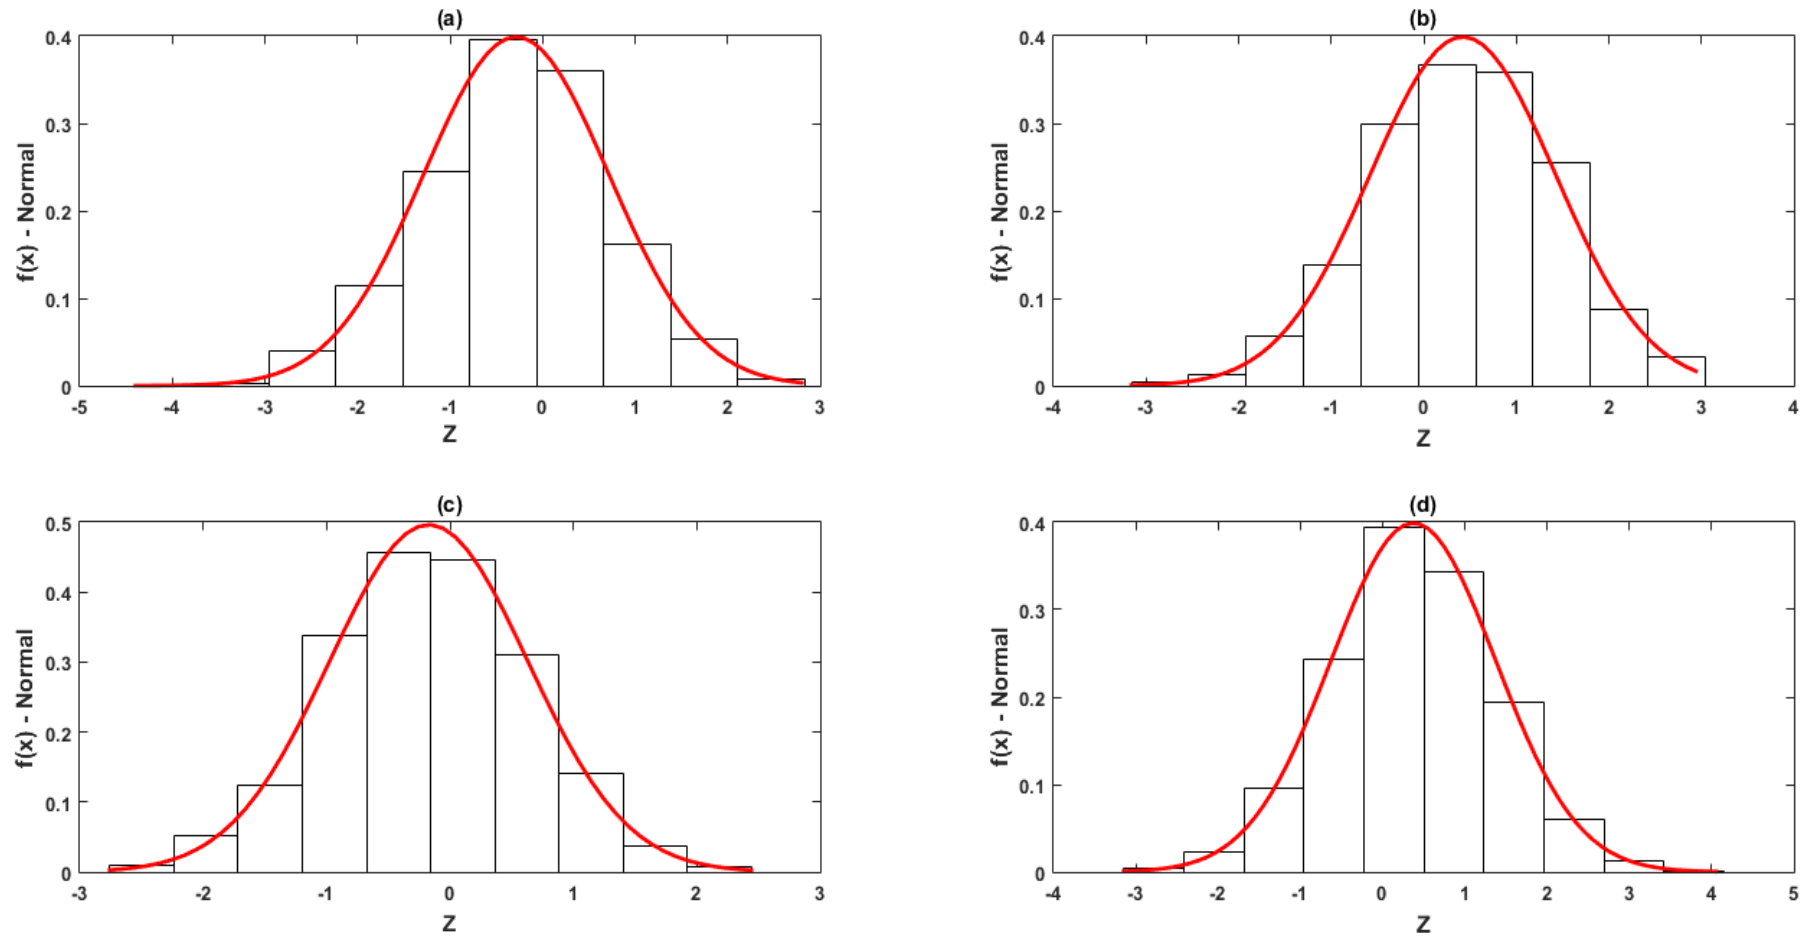 (a)
0.4
0.3
0.2
0.1
0
f(x) - Normal
-5 -4 -3 -2 -1 0 1 2 3
Z
(b)
0.4
0.3
0.2
0.1
0
f(x) - Normal
-4 -3 -2 -1 0 1 2 3 4
Z
(c)
0.5
0.4
0.3
0.2
0.1
0
f(x) - Normal
-3 -2 -1 0 1 2 3
Z
(d)
0.4
0.3
0.2
0.1
0
f(x) - Normal
-4 -3 -2 -1 0 1 2 3 4 5
Z